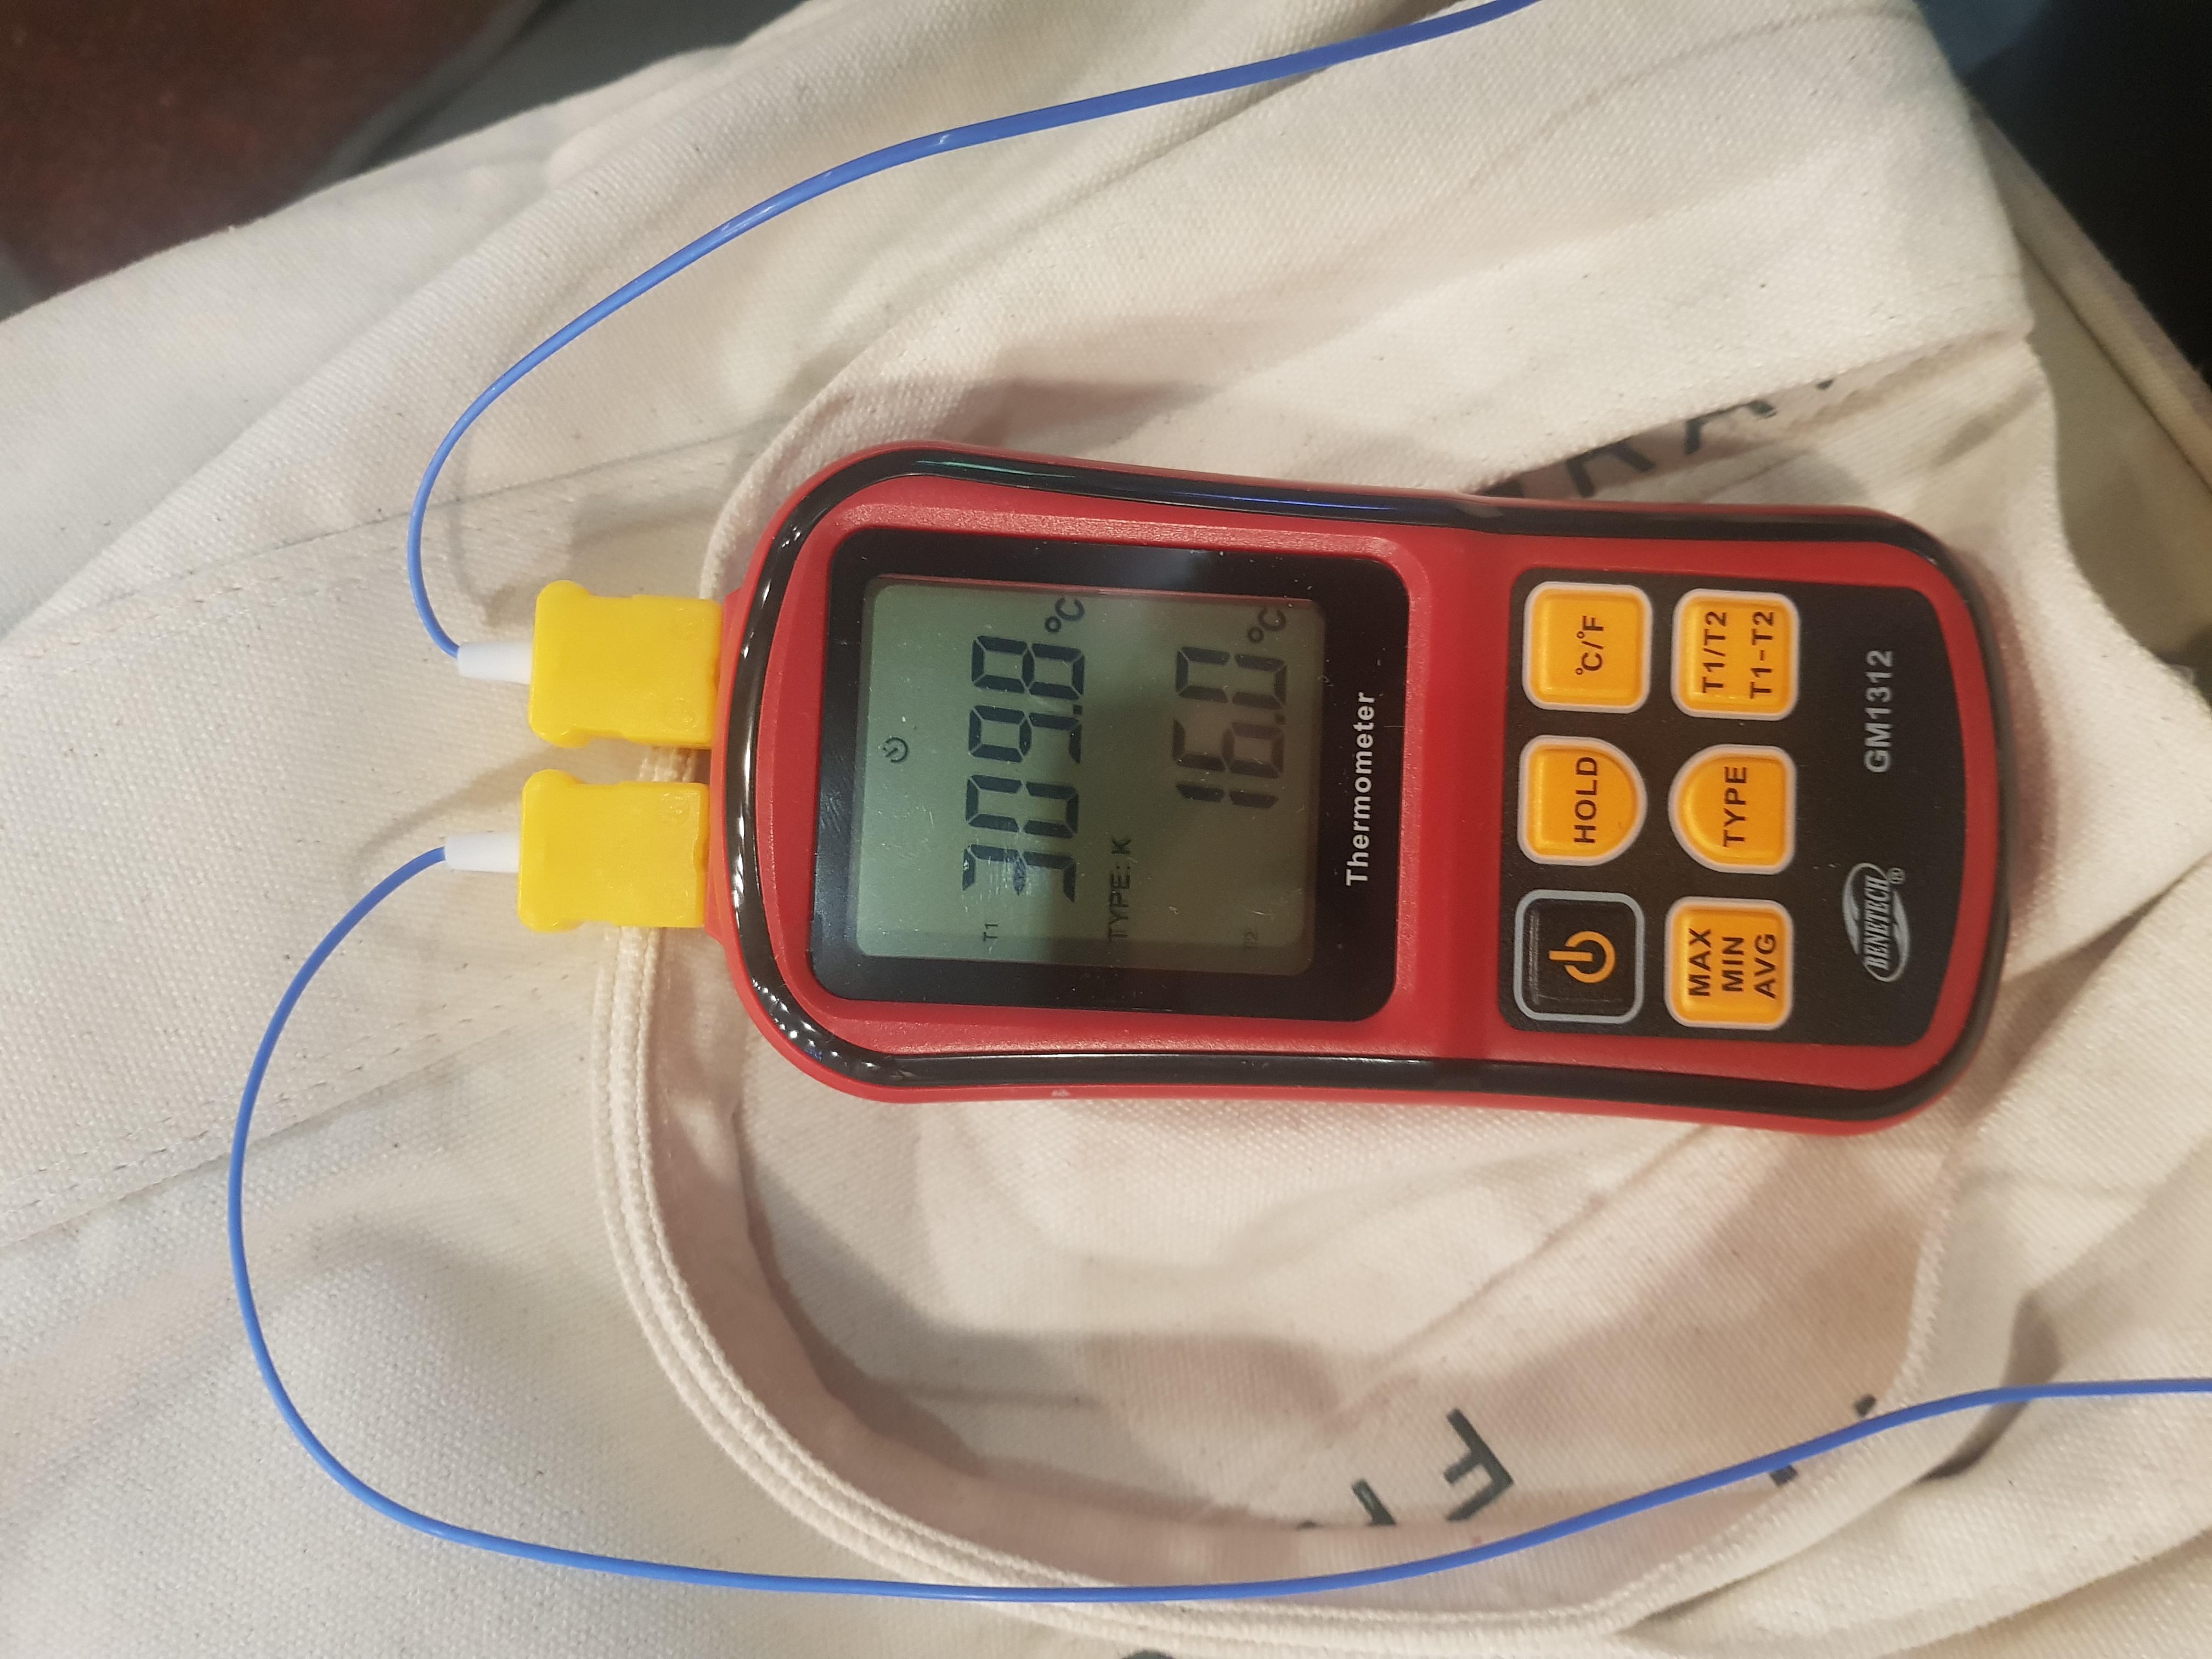 T1
309.8 °C
TYPE: K
T2
16.0 °C
Thermometer
HOLD
°C/°F
MAX
MIN
AVG
TYPE
T1/T2
T1-T2
BENETECH®
GM1312